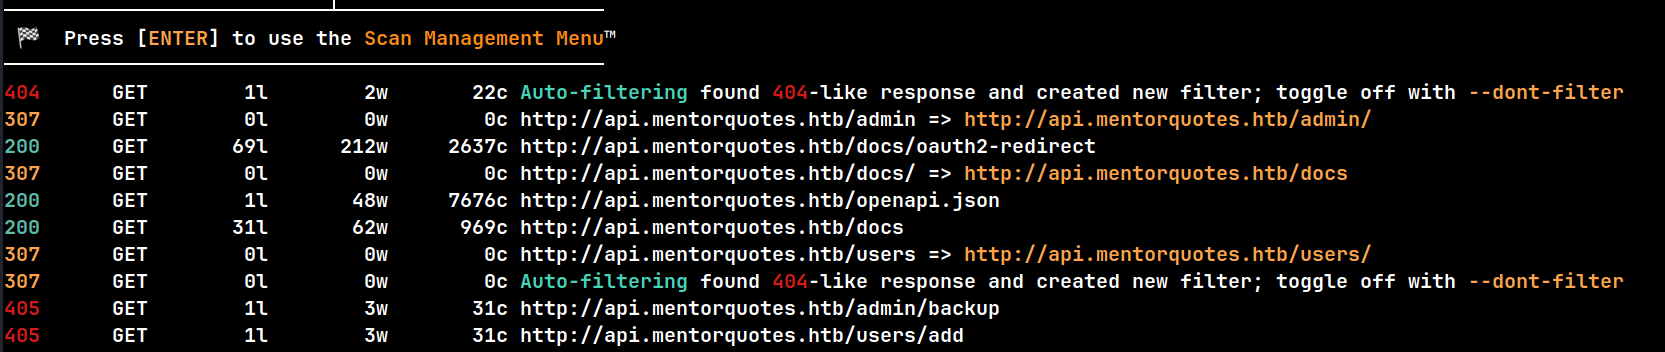 🏁  Press [ENTER] to use the Scan Management Menu™
404      GET        1l        2w       22c Auto-filtering found 404-like response and created new filter; toggle off with --dont-filter
307      GET        0l        0w        0c http://api.mentorquotes.htb/admin => http://api.mentorquotes.htb/admin/
200      GET       69l      212w     2637c http://api.mentorquotes.htb/docs/oauth2-redirect
307      GET        0l        0w        0c http://api.mentorquotes.htb/docs/ => http://api.mentorquotes.htb/docs
200      GET        1l       48w     7676c http://api.mentorquotes.htb/openapi.json
200      GET       31l       62w      969c http://api.mentorquotes.htb/docs
307      GET        0l        0w        0c http://api.mentorquotes.htb/users => http://api.mentorquotes.htb/users/
307      GET        0l        0w        0c Auto-filtering found 404-like response and created new filter; toggle off with --dont-filter
405      GET        1l        3w       31c http://api.mentorquotes.htb/admin/backup
405      GET        1l        3w       31c http://api.mentorquotes.htb/users/add